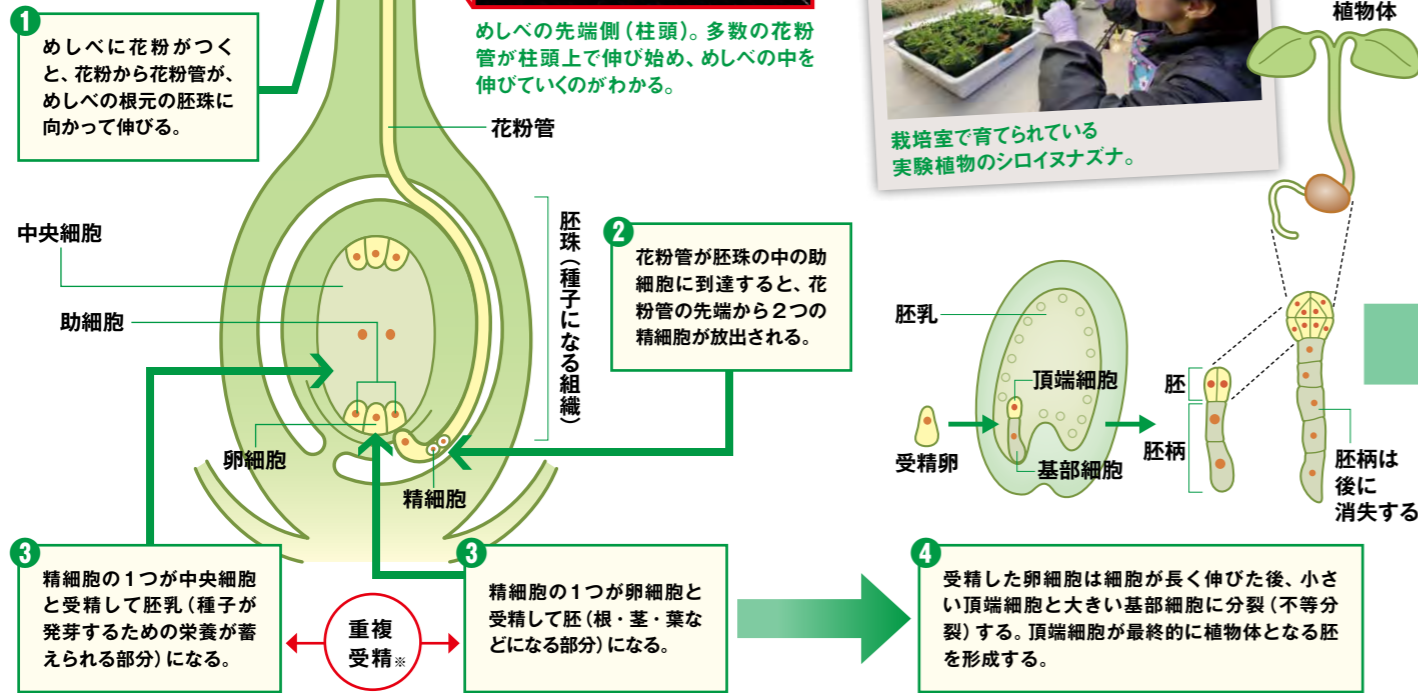 1
めしべに花粉がつく
と、花粉から花粉管が、
めしべの根元の胚珠に
向かって伸びる。
めしべの先端側（柱頭）。多数の花粉
管が柱頭上で伸び始め、めしべの中を
伸びていくのがわかる。
花粉管
栽培室で育てられている
実験植物のシロイヌナズナ。
植物体
中央細胞
助細胞
卵細胞
精細胞
胚珠（種子になる組織）
2
花粉管が胚珠の中の助
細胞に到達すると、花
粉管の先端から２つの
精細胞が放出される。
胚乳
頂端細胞
受精卵
基部細胞
胚
胚柄
胚柄は
後に
消失する
3
精細胞の１つが中央細胞
と受精して胚乳（種子が
発芽するための栄養が蓄
えられる部分）になる。
重複
受精※
3
精細胞の１つが卵細胞と
受精して胚（根・茎・葉な
どになる部分）になる。
4
受精した卵細胞は細胞が長く伸びた後、小さ
い頂端細胞と大きい基部細胞に分裂（不等分
裂）する。頂端細胞が最終的に植物体となる胚
を形成する。